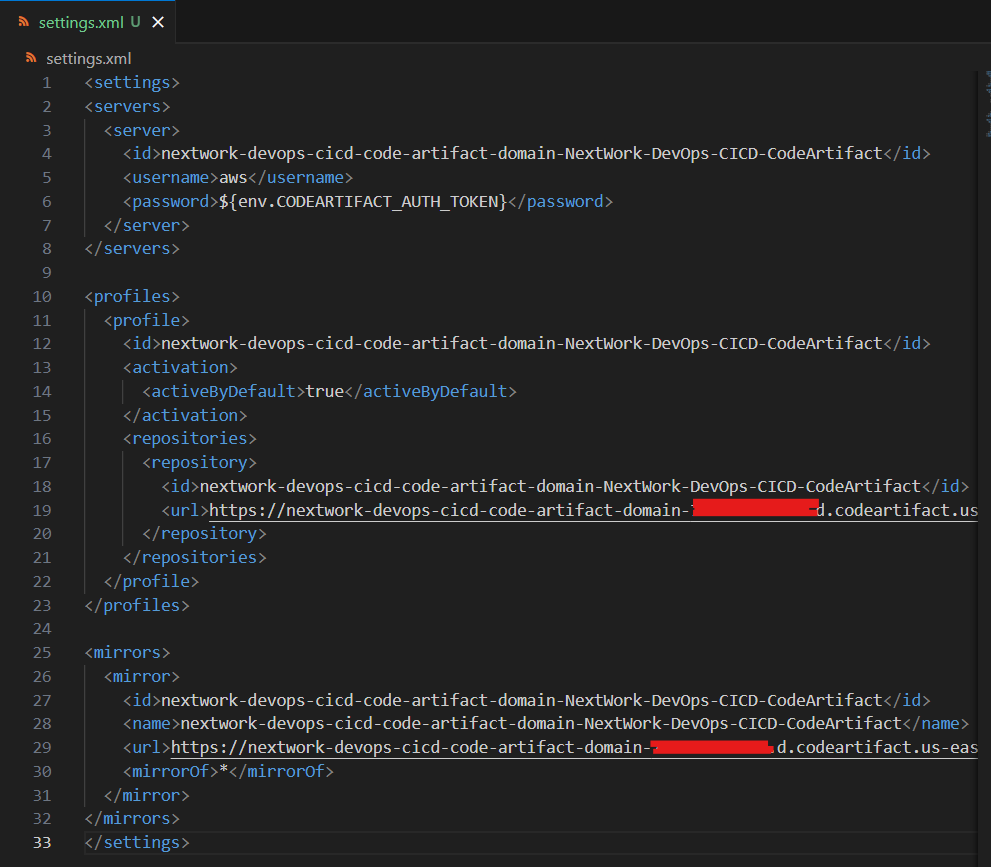 settings.xml U ×
settings.xml
1 <settings>
2 <servers>
3 <server>
4 <id>nextwork-devops-cicd-code-artifact-domain-NextWork-DevOps-CICD-CodeArtifact</id>
5 <username>aws</username>
6 <password>${env.CODEARTIFACT_AUTH_TOKEN}</password>
7 </server>
8 </servers>
9
10 <profiles>
11 <profile>
12 <id>nextwork-devops-cicd-code-artifact-domain-NextWork-DevOps-CICD-CodeArtifact</id>
13 <activation>
14 <activeByDefault>true</activeByDefault>
15 </activation>
16 <repositories>
17 <repository>
18 <id>nextwork-devops-cicd-code-artifact-domain-NextWork-DevOps-CICD-CodeArtifact</id>
19 <url>https://nextwork-devops-cicd-code-artifact-domain- d.codeartifact.us
20 </repository>
21 </repositories>
22 </profile>
23 </profiles>
24
25 <mirrors>
26 <mirror>
27 <id>nextwork-devops-cicd-code-artifact-domain-NextWork-DevOps-CICD-CodeArtifact</id>
28 <name>nextwork-devops-cicd-code-artifact-domain-NextWork-DevOps-CICD-CodeArtifact</name>
29 <url>https://nextwork-devops-cicd-code-artifact-domain- .d.codeartifact.us-eas
30 <mirrorOf>*</mirrorOf>
31 </mirror>
32 </mirrors>
33 </settings>